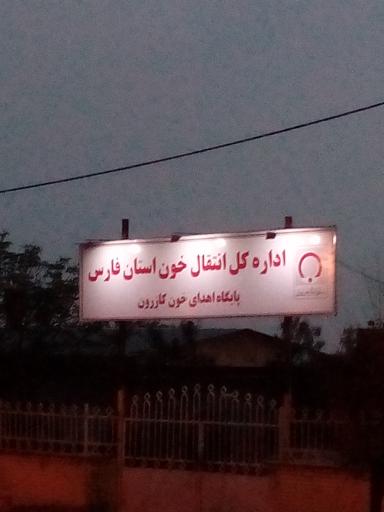 اداره کل انتقال خون استان فارس
پایگاه اهدای خون کازرون